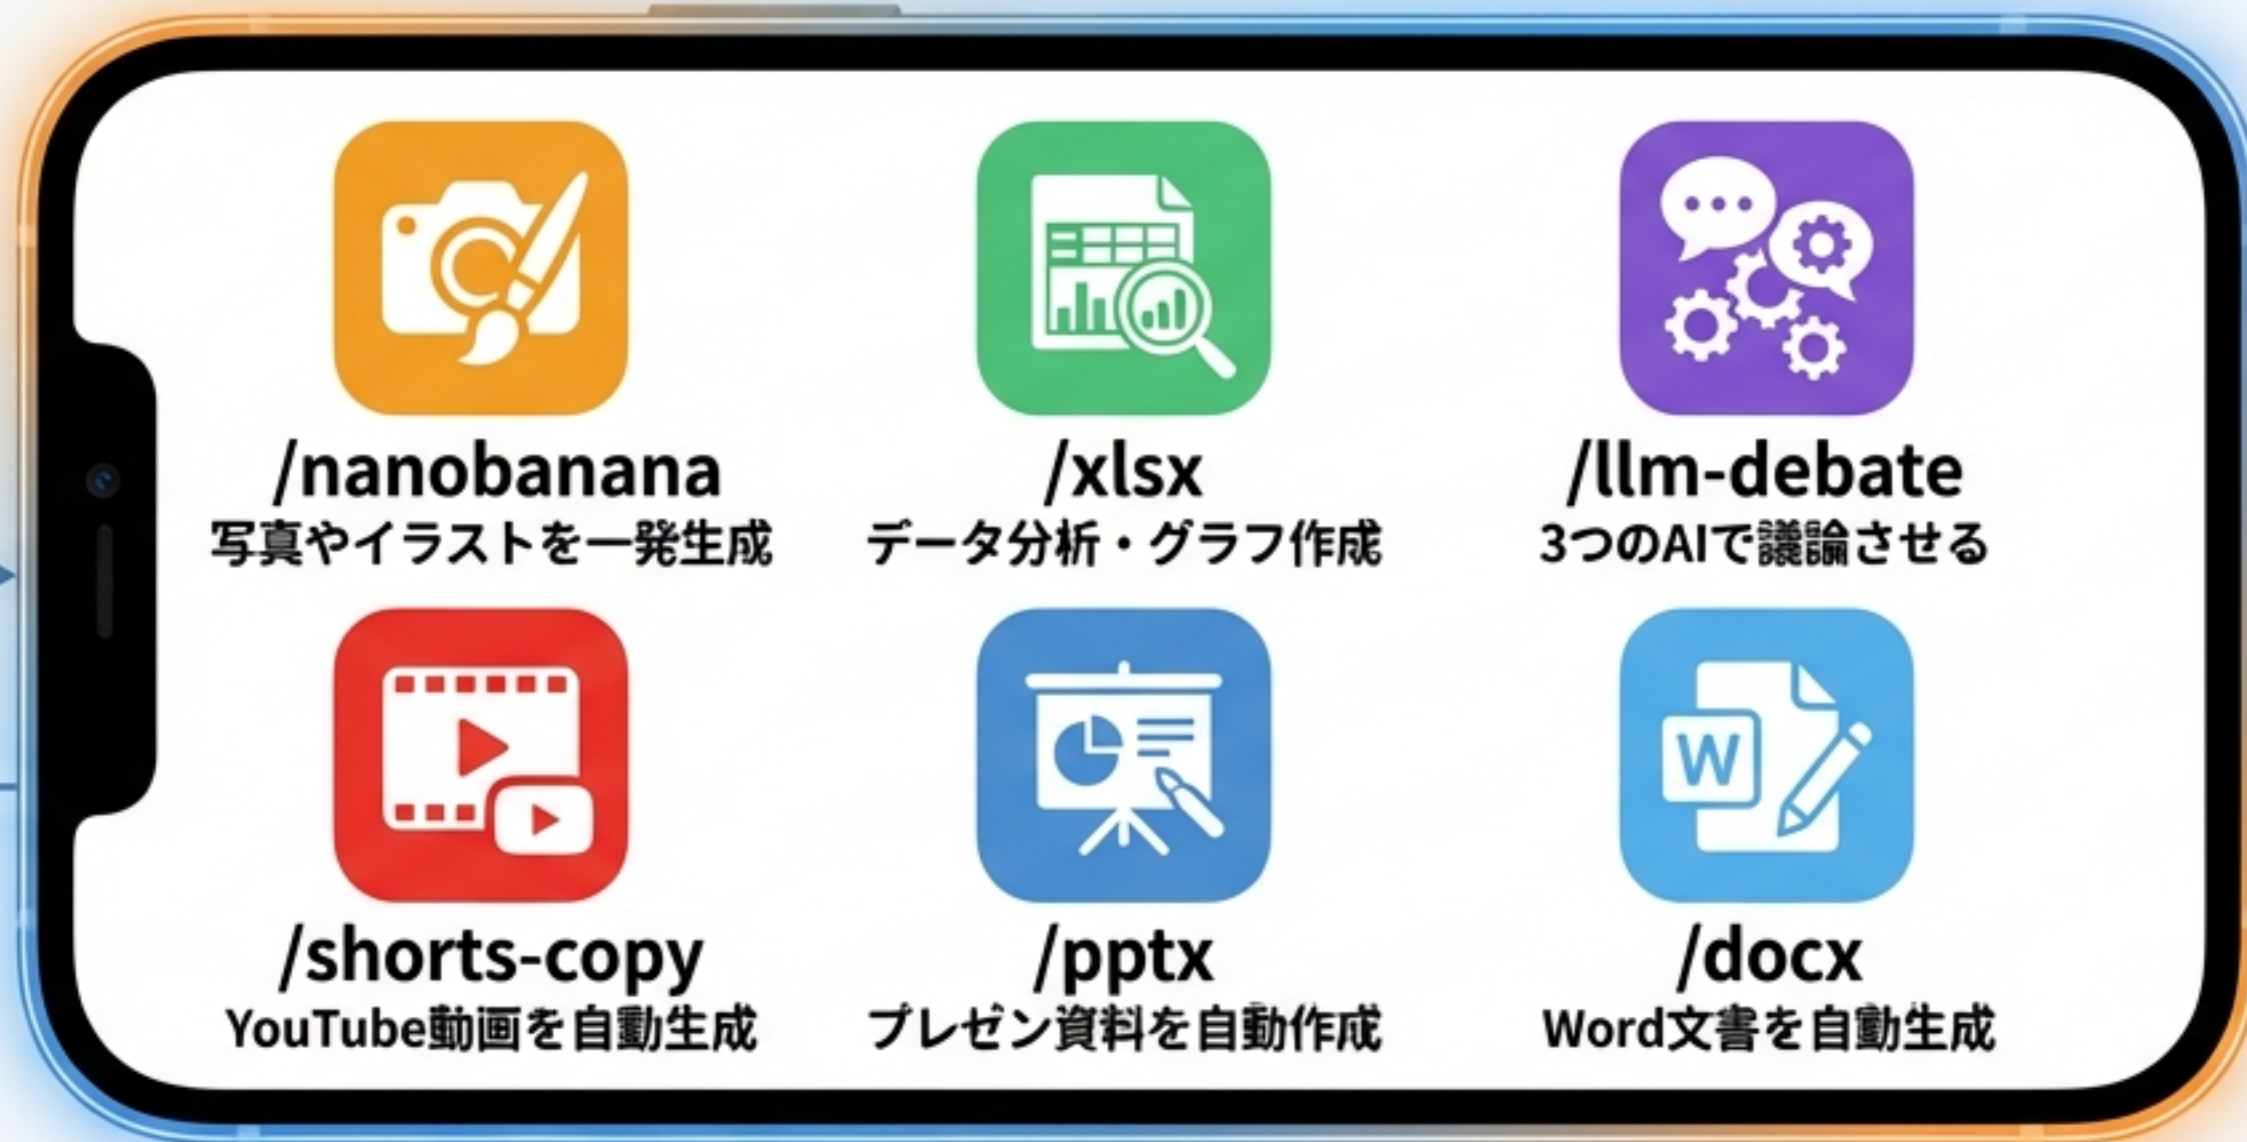 /nanobanana
写真やイラストを一発生成
/xlsx
データ分析・グラフ作成
/llm-debate
3つのAIで議論させる
/shorts-copy
YouTube動画を自動生成
/pptx
プレゼン資料を自動作成
W
/docx
Word文書を自動生成